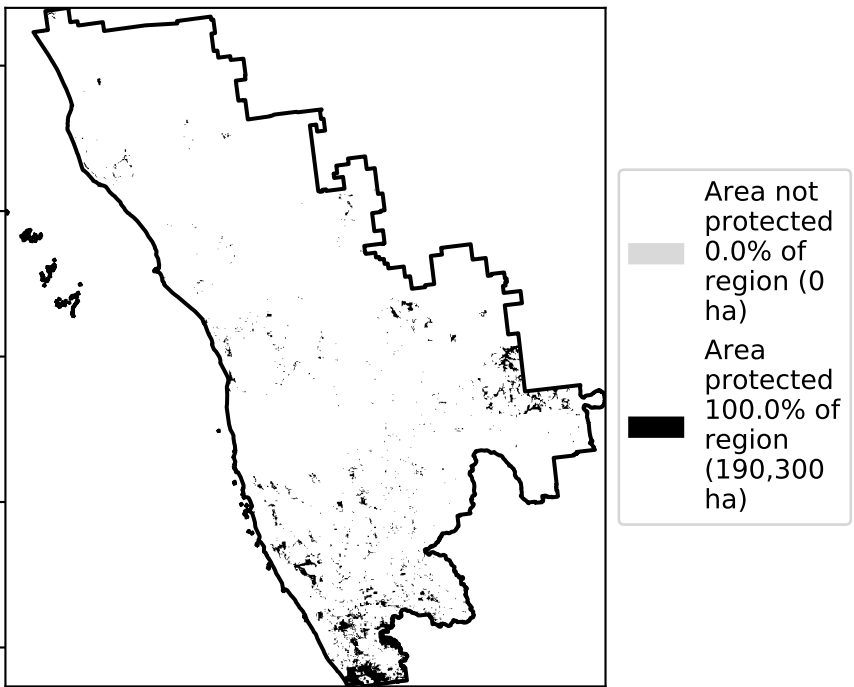 Area not
protected
0.0% of
region (0
ha)
Area
protected
100.0% of
region
(190,300
ha)